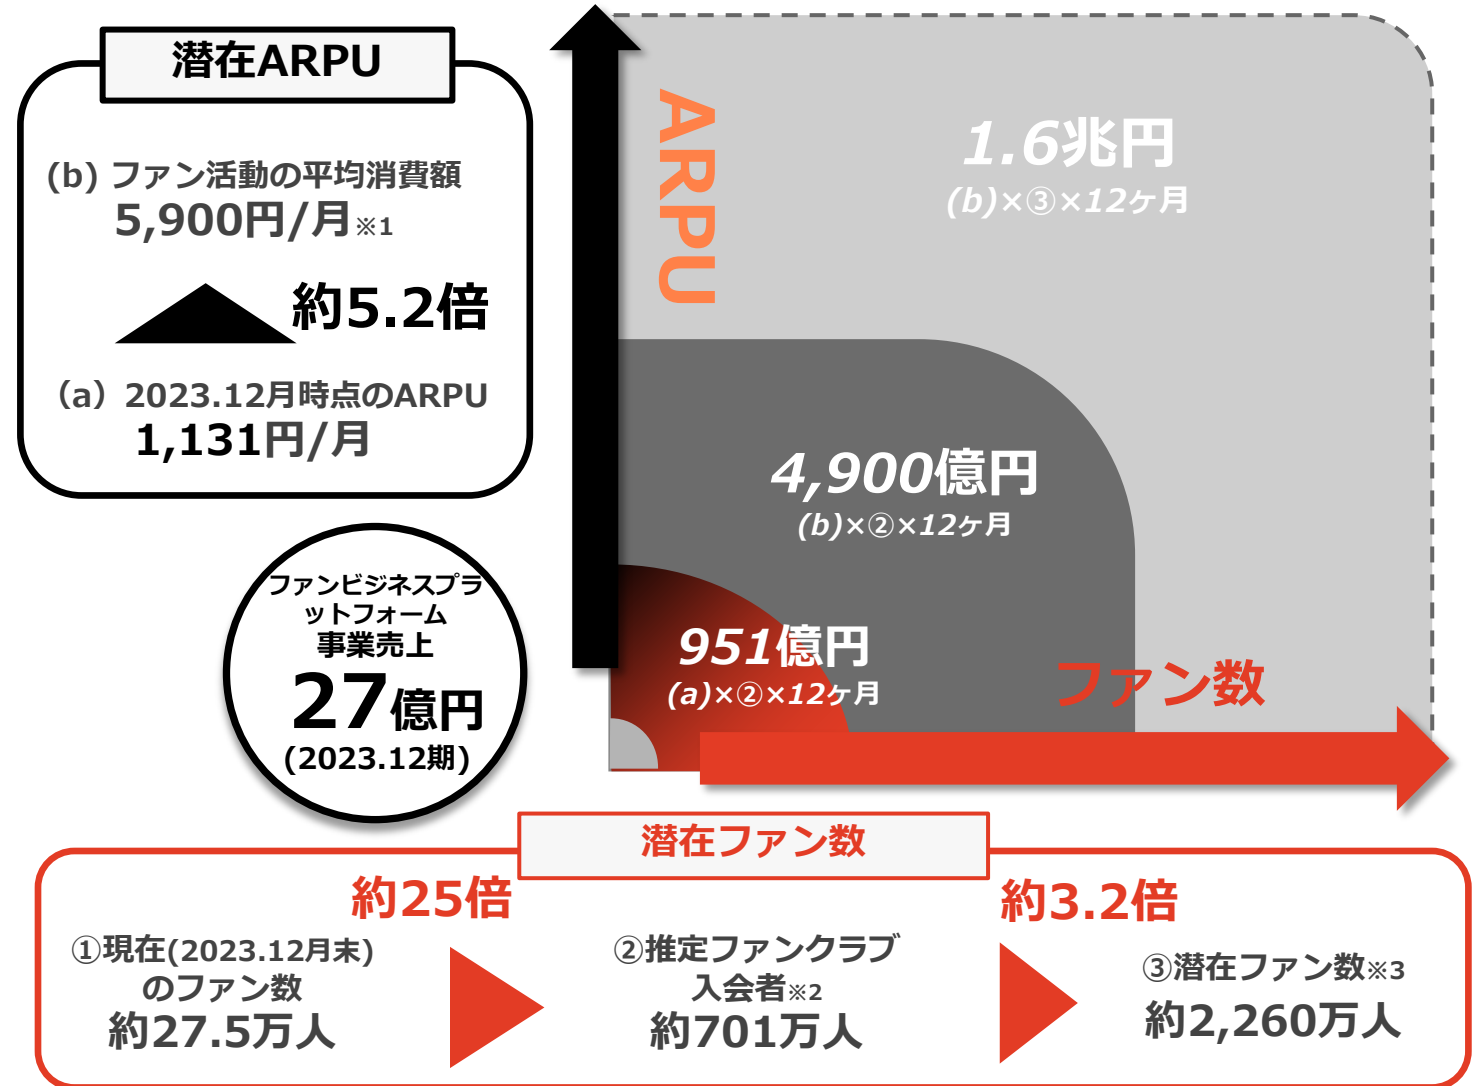 潜在ARPU
(b) ファン活動の平均消費額
5,900円/月※1
約5.2倍
（a）2023.12月時点のARPU
1,131円/月
ファンビジネスプラ
ットフォーム
事業売上
27億円
(2023.12期)
ARPU
1.6兆円
(b)×③×12ヶ月
4,900億円
(b)×②×12ヶ月
951億円
(a)×②×12ヶ月
ファン数
潜在ファン数
約25倍
約3.2倍
①現在(2023.12月末)
のファン数
約27.5万人
②推定ファンクラブ
入会者※2
約701万人
③潜在ファン数※3
約2,260万人